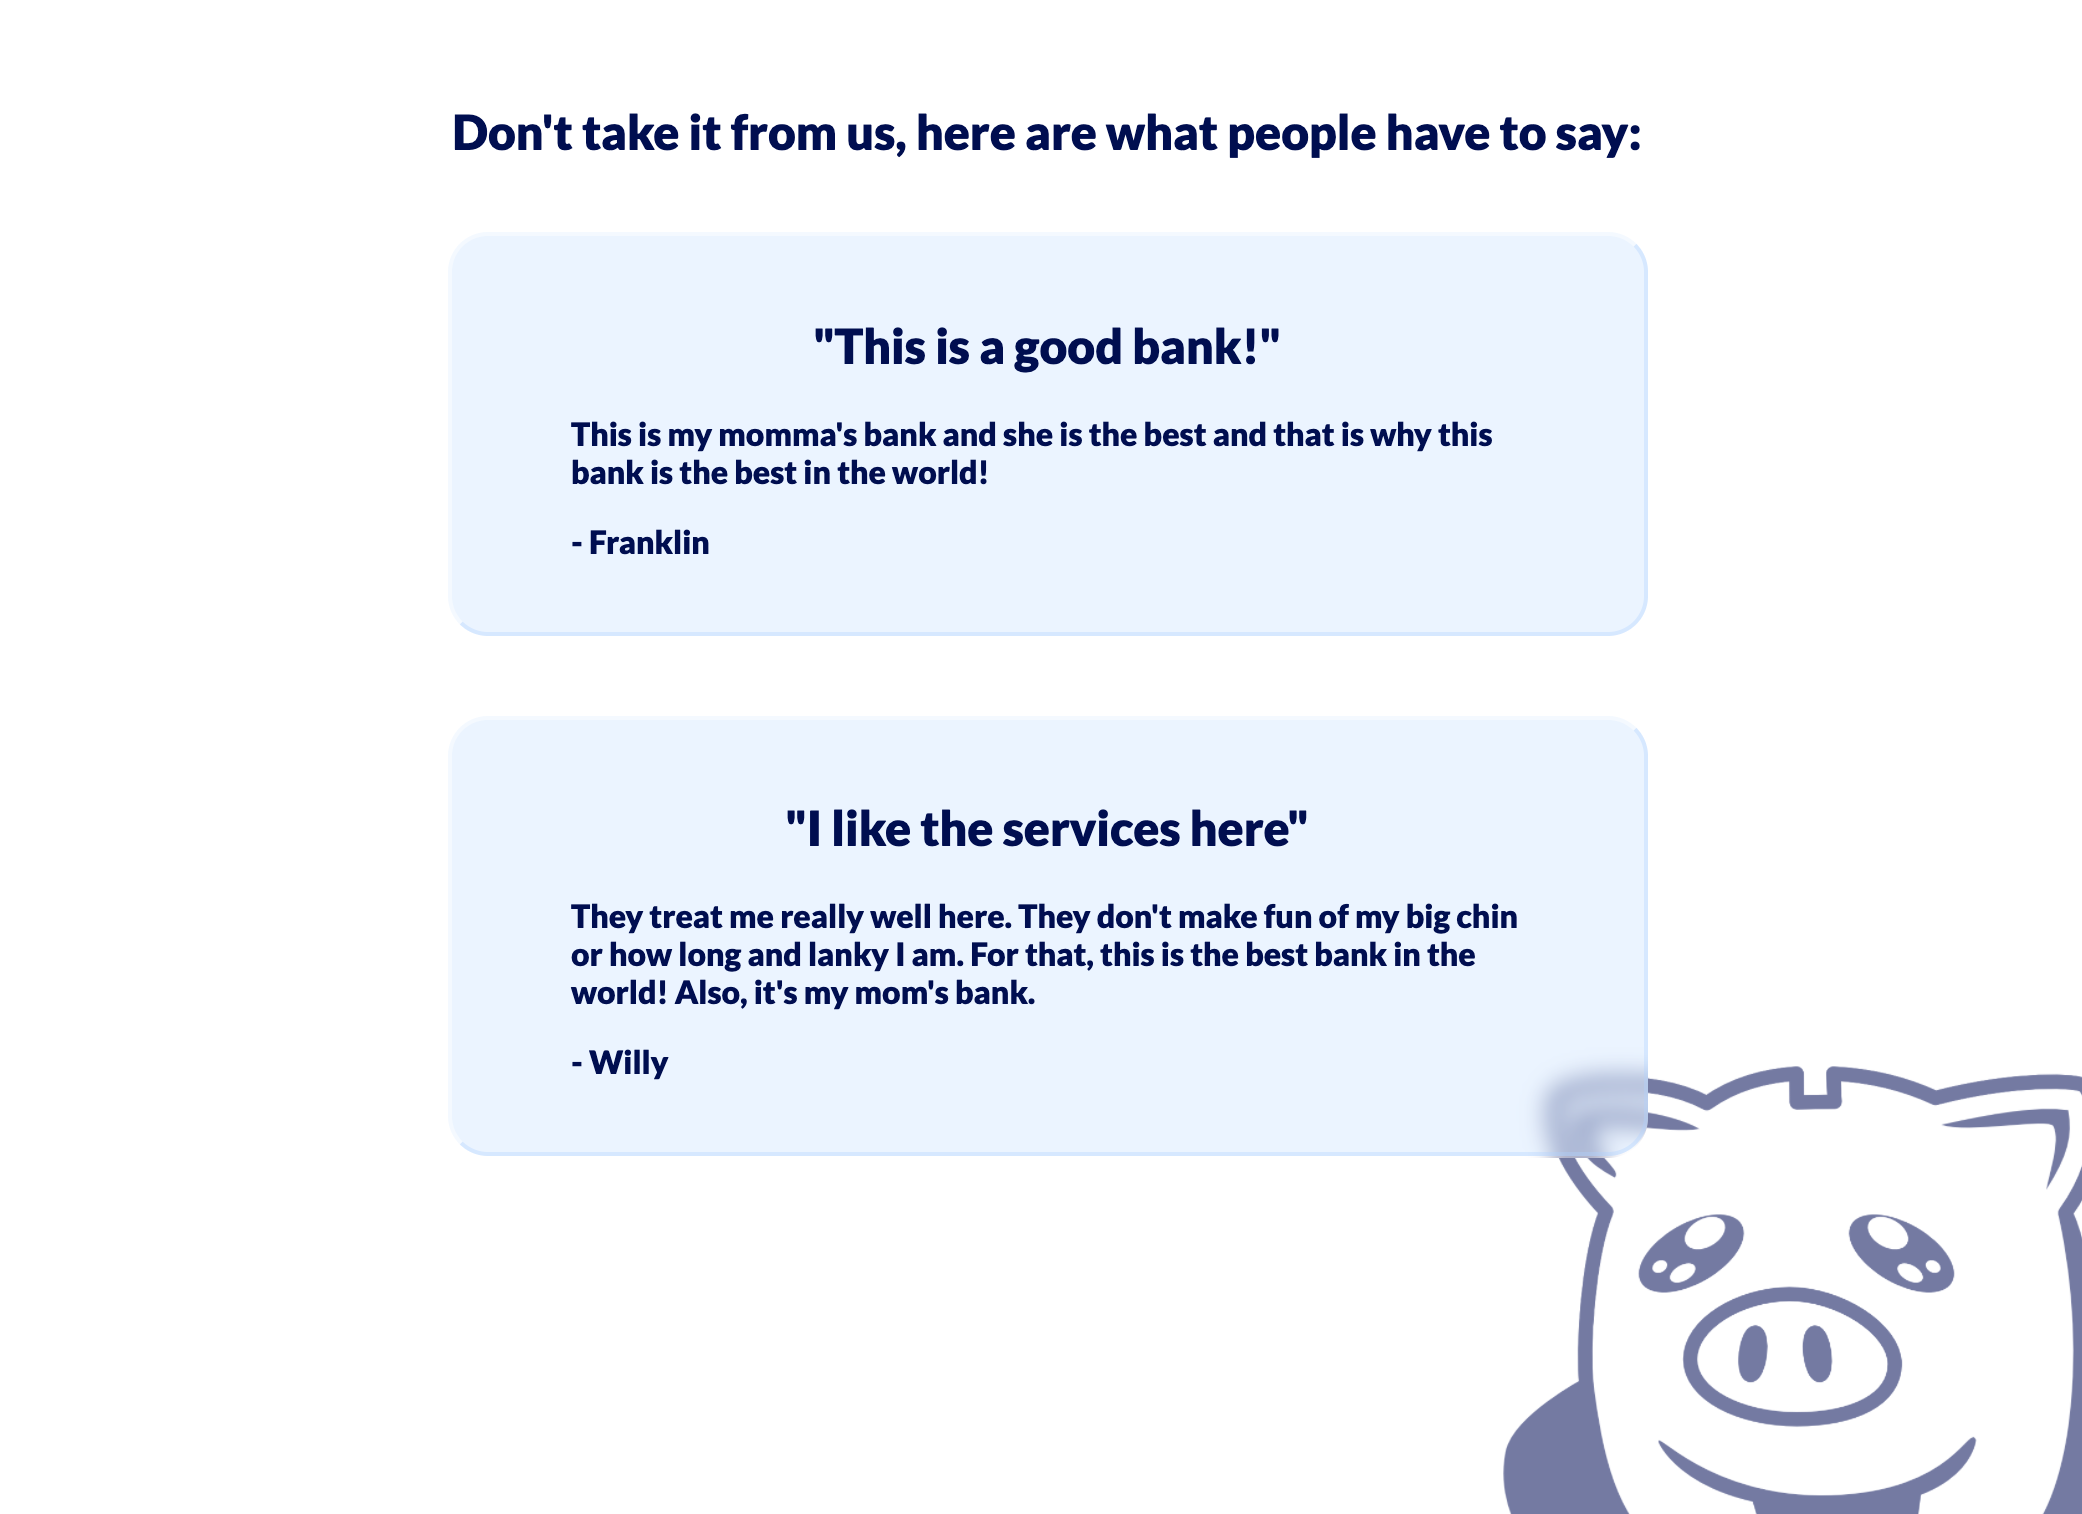 Don't take it from us, here are what people have to say:
"This is a good bank!"
This is my momma's bank and she is the best and that is why this
bank is the best in the world!
- Franklin
"I like the services here"
They treat me really well here. They don't make fun of my big chin
or how long and lanky I am. For that, this is the best bank in the
world! Also, it's my mom's bank.
- Willy